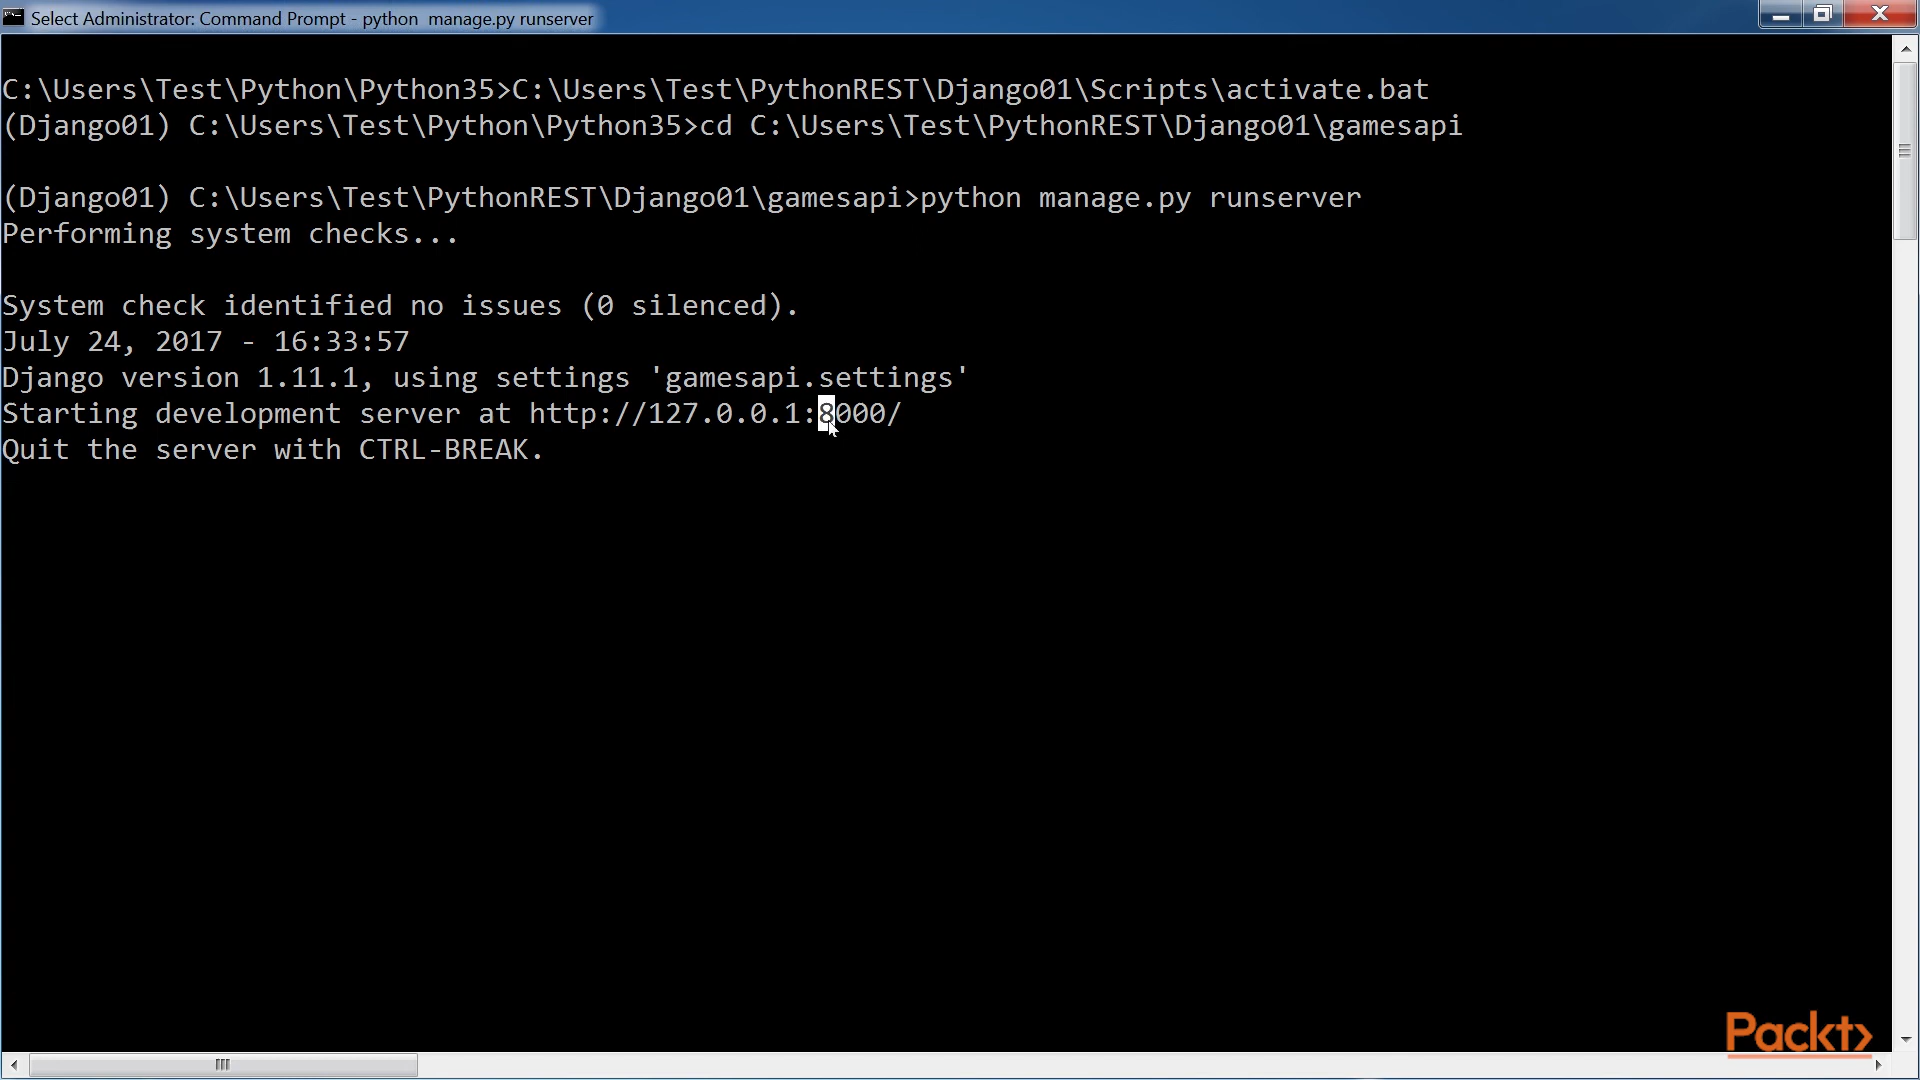 Select Administrator: Command Prompt - python  manage.py runserver
C:\Users\Test\Python\Python35>C:\Users\Test\PythonREST\Django01\Scripts\activate.bat
(Django01) C:\Users\Test\Python\Python35>cd C:\Users\Test\PythonREST\Django01\gamesapi
(Django01) C:\Users\Test\PythonREST\Django01\gamesapi>python manage.py runserver
Performing system checks...
System check identified no issues (0 silenced).
July 24, 2017 - 16:33:57
Django version 1.11.1, using settings 'gamesapi.settings'
Starting development server at http://127.0.0.1:8000/
Quit the server with CTRL-BREAK.
Packt>